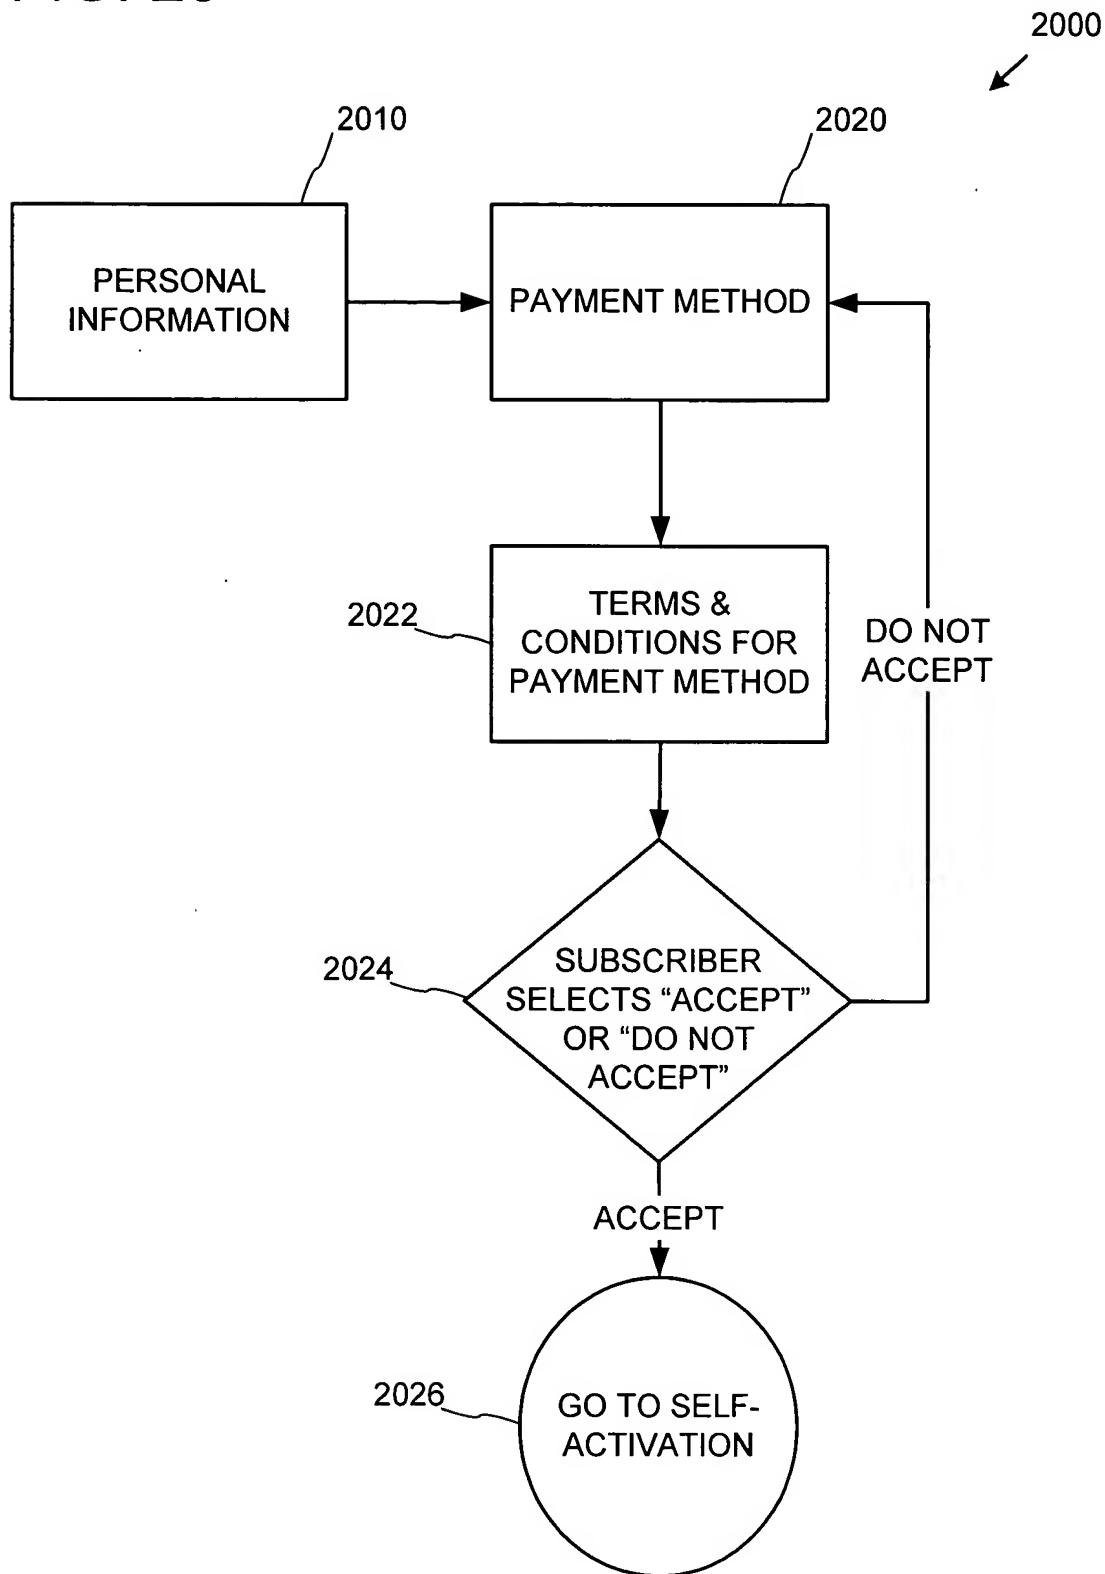 2000
2010
2020
PERSONAL
INFORMATION
PAYMENT METHOD
2022
TERMS &
CONDITIONS FOR
PAYMENT METHOD
DO NOT
ACCEPT
2024
SUBSCRIBER
SELECTS “ACCEPT”
OR “DO NOT
ACCEPT”
ACCEPT
2026
GO TO SELF-
ACTIVATION